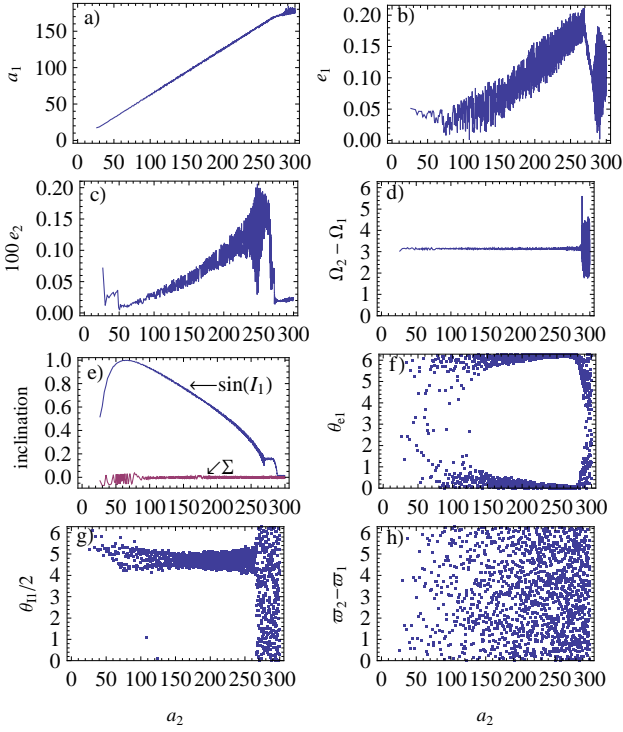 a)
a₁
150
100
50
0
0 50 100 150 200 250 300
b)
e₁
0.20
0.15
0.10
0.05
0.00
0 50 100 150 200 250 300
c)
100 e₂
0.20
0.15
0.10
0.05
0.00
0 50 100 150 200 250 300
d)
Ω₂ − Ω₁
6
5
4
3
2
1
0
0 50 100 150 200 250 300
e)
inclination
1.0
0.8
0.6
0.4
0.2
0.0
←sin(I₁)
↙Σ
0 50 100 150 200 250 300
f)
θₑ₁
6
5
4
3
2
1
0
0 50 100 150 200 250 300
g)
θ_I1/2
6
5
4
3
2
1
0
0 50 100 150 200 250 300
a₂
h)
ϖ₂−ϖ₁
6
5
4
3
2
1
0
0 50 100 150 200 250 300
a₂